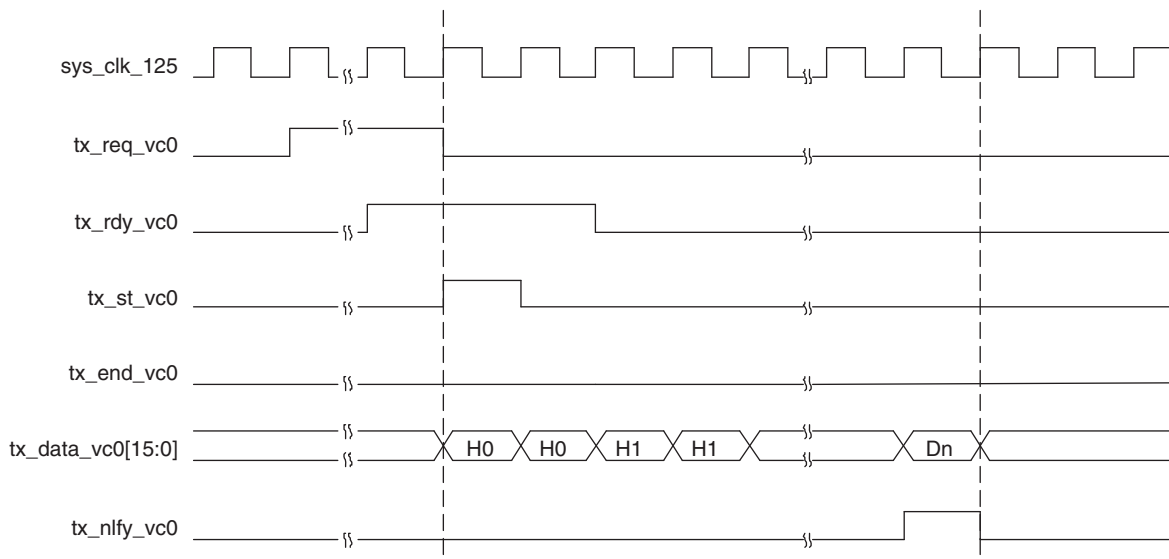 sys_clk_125
tx_req_vc0
tx_rdy_vc0
tx_st_vc0
tx_end_vc0
tx_data_vc0[15:0] H0 H0 H1 H1 Dn
tx_nlfy_vc0